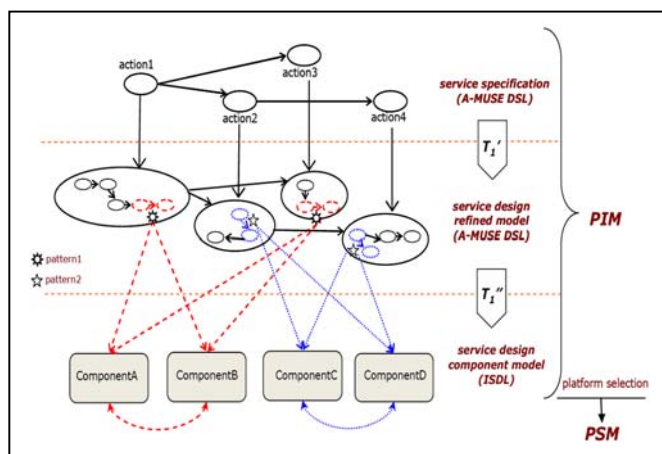 action1
action3
action2
action4
service specification
(A-MUSE DSL)
T1'
service design
refined model
(A-MUSE DSL)
PIM
pattern1
pattern2
T1''
service design
component model
(ISDL)
ComponentA
ComponentB
ComponentC
ComponentD
platform selection
PSM